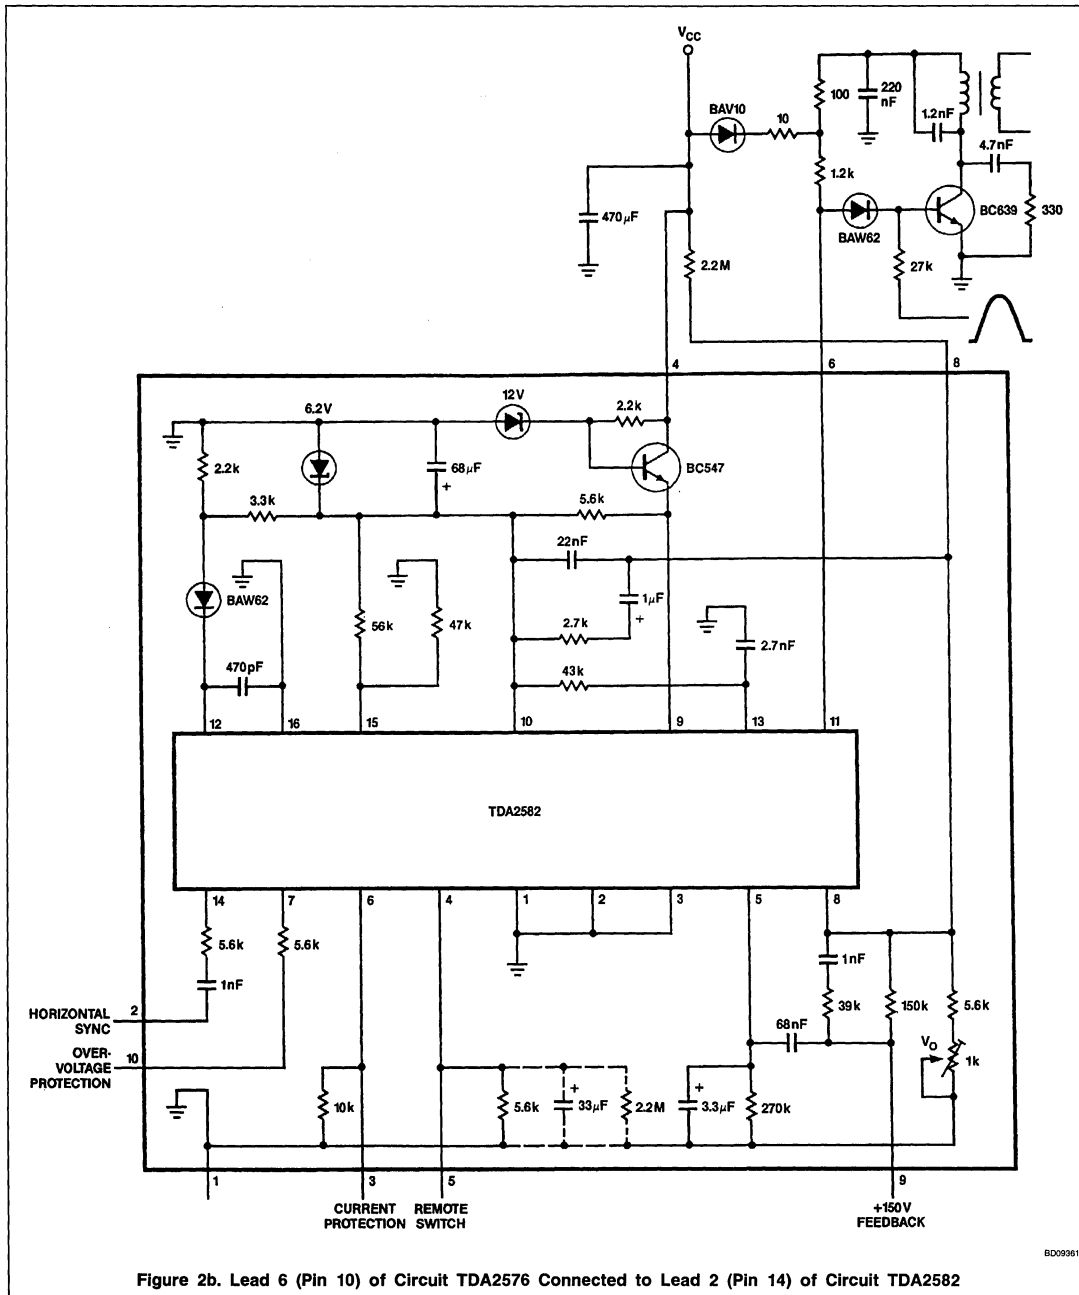 VCC
100
220
nF
BAV10
10
1.2nF
4.7nF
1.2k
470µF
BC639
330
BAW62
2.2M
27k
4
6
8
12V
6.2V
2.2k
2.2k
68µF
+
BC547
3.3k
5.6k
22nF
BAW62
1µF
+
56k
47k
2.7k
2.7nF
470pF
43k
12
16
15
10
9
13
11
TDA2582
14
7
6
4
1
2
3
5
8
5.6k
5.6k
1nF
1nF
39k
150k
5.6k
HORIZONTAL
SYNC
2
68nF
VO
1k
OVER-
VOLTAGE
PROTECTION
10
10k
5.6k
+
33µF
2.2M
+
3.3µF
270k
1
3
5
9
CURRENT
PROTECTION
REMOTE
SWITCH
+150V
FEEDBACK
BD09361
Figure 2b. Lead 6 (Pin 10) of Circuit TDA2576 Connected to Lead 2 (Pin 14) of Circuit TDA2582